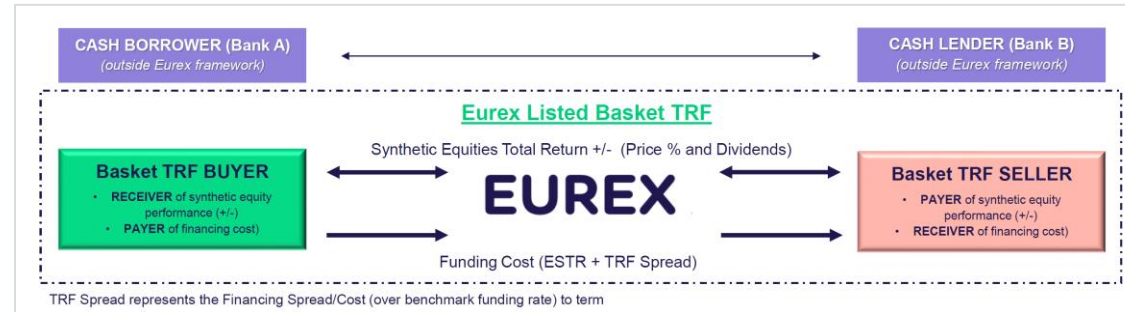 CASH BORROWER (Bank A)
(outside Eurex framework)
CASH LENDER (Bank B)
(outside Eurex framework)
Eurex Listed Basket TRF
Synthetic Equities Total Return +/- (Price % and Dividends)
Basket TRF BUYER
• RECEIVER of synthetic equity
performance (+/-)
• PAYER of financing cost)
EUREX
Basket TRF SELLER
• PAYER of synthetic equity
performance (+/-)
• RECEIVER of financing cost)
Funding Cost (ESTR + TRF Spread)
TRF Spread represents the Financing Spread/Cost (over benchmark funding rate) to term